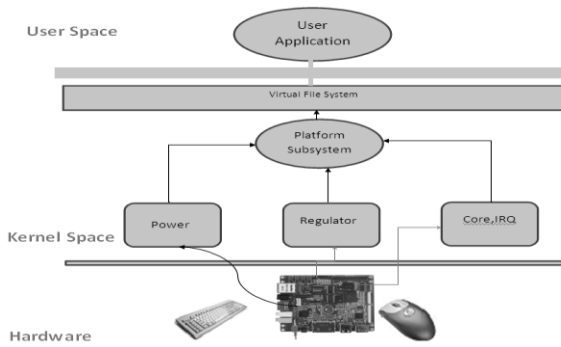 User Space
User
Application
Virtual File System
Platform
Subsystem
Power
Regulator
Core,IRQ
Kernel Space
Hardware